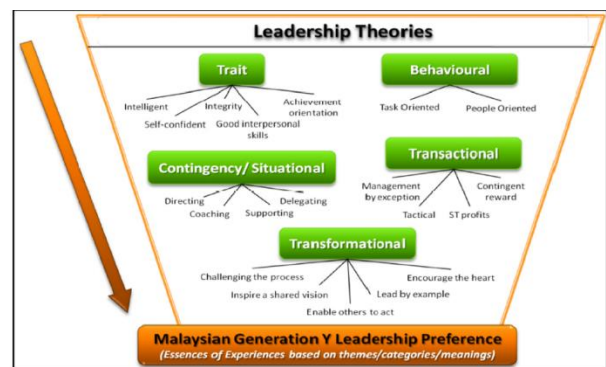 Leadership Theories
Trait
Behavioural
Intelligent
Integrity
Achievement
orientation
Self-confident
Good interpersonal
skills
Task Oriented
People Oriented
Contingency/ Situational
Transactional
Directing
Delegating
Coaching
Supporting
Management
by exception
Contingent
reward
Tactical
ST profits
Transformational
Challenging the process
Encourage the heart
Inspire a shared vision
Lead by example
Enable others to act
Malaysian Generation Y Leadership Preference
(Essences of Experiences based on themes/categories/meanings)